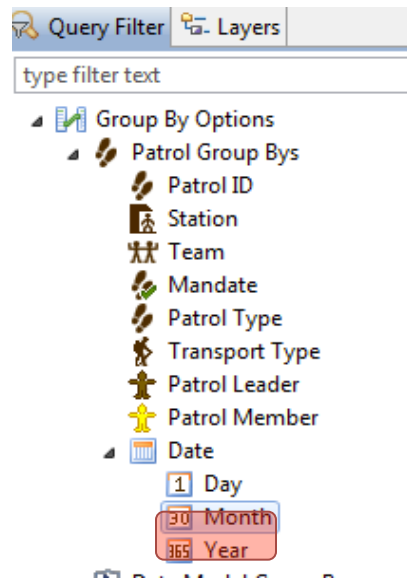 Query Filter Layers
type filter text
Group By Options
Patrol Group Bys
Patrol ID
Station
Team
Mandate
Patrol Type
Transport Type
Patrol Leader
Patrol Member
Date
1 Day
30 Month
365 Year